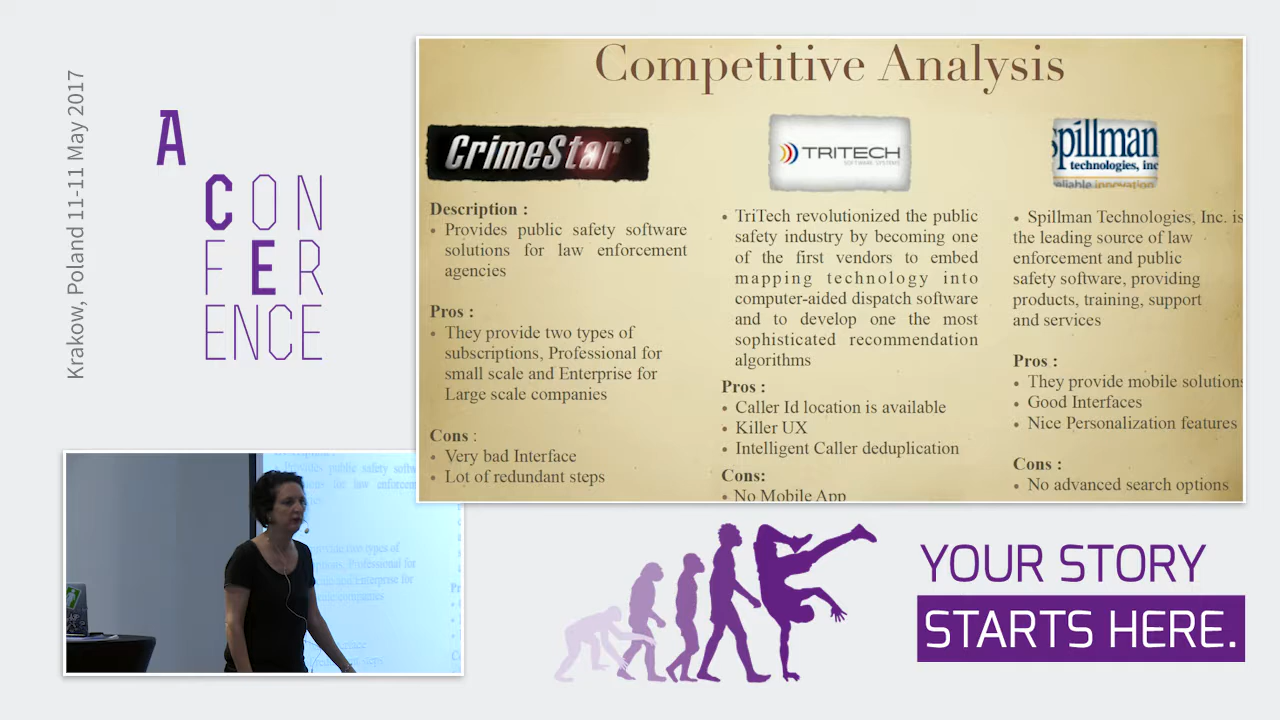 Krakow, Poland 11-11 May 2017
A
CON
FER
ENCE
Competitive Analysis
CrimeStar
Description :
• Provides public safety software
solutions for law enforcement
agencies
Pros :
• They provide two types of
subscriptions, Professional for
small scale and Enterprise for
Large scale companies
Cons :
• Very bad Interface
• Lot of redundant steps
TRITECH
SOFTWARE SYSTEMS
• TriTech revolutionized the public
safety industry by becoming one
of the first vendors to embed
mapping technology into
computer-aided dispatch software
and to develop one the most
sophisticated recommendation
algorithms
Pros :
• Caller Id location is available
• Killer UX
• Intelligent Caller deduplication
Cons:
• No Mobile App
spillman
technologies, inc
reliable innovation
• Spillman Technologies, Inc. is
the leading source of law
enforcement and public
safety software, providing
products, training, support
and services
Pros :
• They provide mobile solutions
• Good Interfaces
• Nice Personalization features
Cons :
• No advanced search options
YOUR STORY
STARTS HERE.